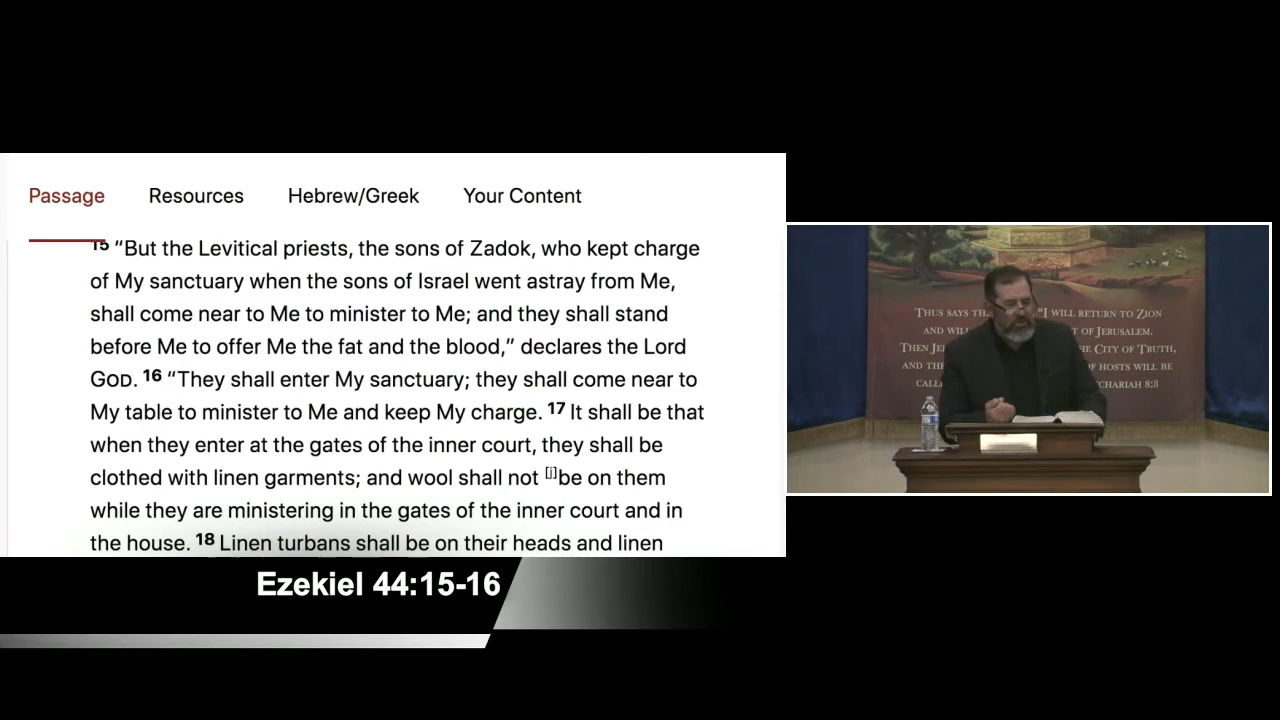 Passage Resources Hebrew/Greek Your Content
15 “But the Levitical priests, the sons of Zadok, who kept charge
of My sanctuary when the sons of Israel went astray from Me,
shall come near to Me to minister to Me; and they shall stand
before Me to offer Me the fat and the blood,” declares the Lord
GOD. 16 “They shall enter My sanctuary; they shall come near to
My table to minister to Me and keep My charge. 17 It shall be that
when they enter at the gates of the inner court, they shall be
clothed with linen garments; and wool shall not [j]be on them
while they are ministering in the gates of the inner court and in
the house. 18 Linen turbans shall be on their heads and linen
Ezekiel 44:15-16
THUS SAYS “I WILL RETURN TO ZION
AND OF JERUSALEM.
THEN CITY OF TRUTH,
AND OF HOSTS WILL BE
8:3